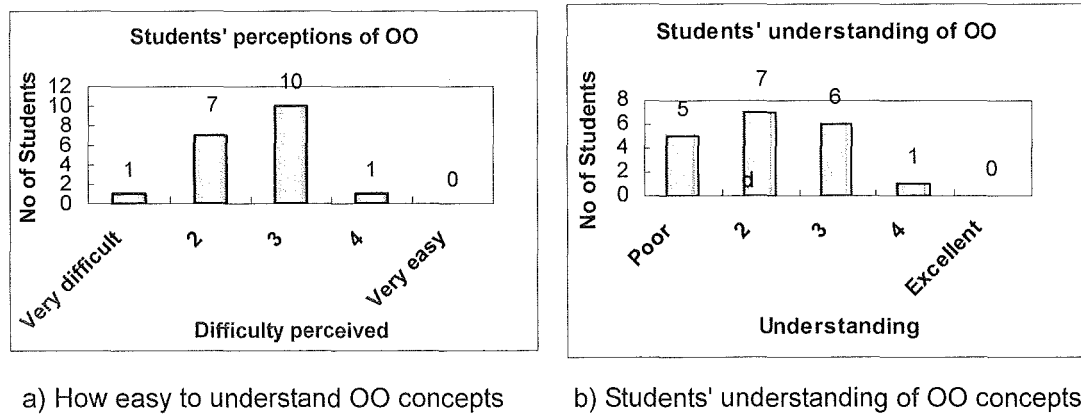 Students' perceptions of OO
No of Students
12
10
8
6
4
2
0
1
7
10
1
0
Very difficult
2
3
4
Very easy
Difficulty perceived
a) How easy to understand OO concepts
Students' understanding of OO
No of Students
8
6
4
2
0
5
7
6
1
0
d
Poor
2
3
4
Excellent
Understanding
b) Students' understanding of OO concepts